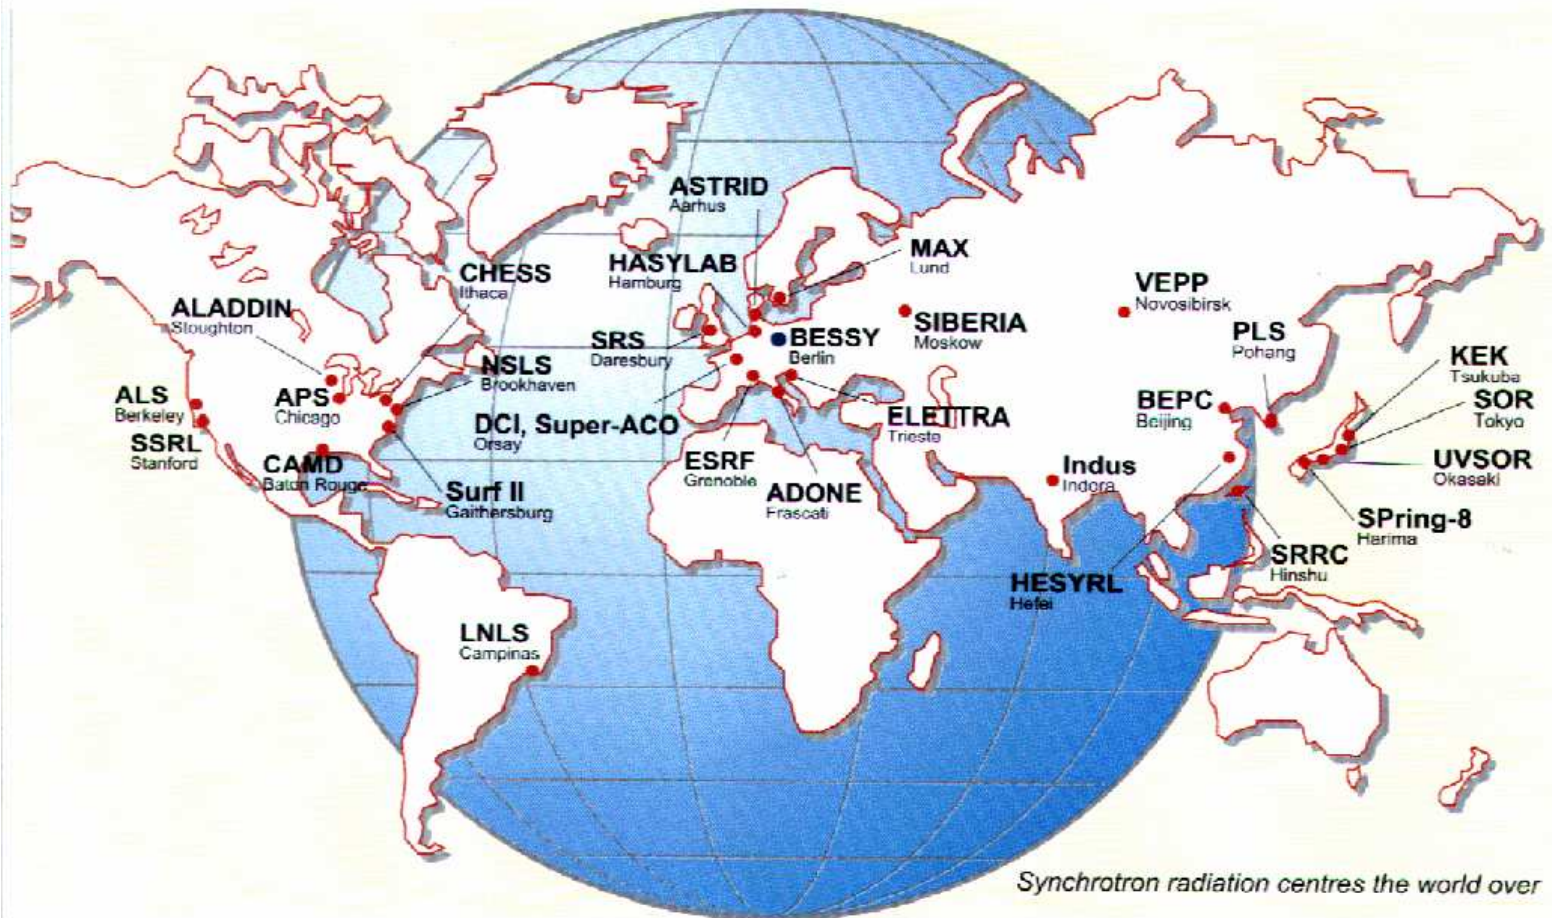 ASTRID
Aarhus
MAX
Lund
HASYLAB
Hamburg
CHESS
Ithaca
VEPP
Novosibirsk
ALADDIN
Stoughton
SIBERIA
Moscow
PLS
Pohang
SRS
Daresbury
BESSY
Berlin
KEK
Tsukuba
NSLS
Brookhaven
ALS
Berkeley
APS
Chicago
BEPC
Beijing
SOR
Tokyo
DCI, Super-ACO
Orsay
ELETTRA
Trieste
SSRL
Stanford
CAMD
Baton Rouge
ESRF
Grenoble
Indus
Indora
UVSOR
Okasaki
Surf II
Gaithersburg
ADONE
Frascati
SPring-8
Harima
SRRC
Hinshu
HESYRL
Hefei
LNLS
Campinas
Synchrotron radiation centres the world over